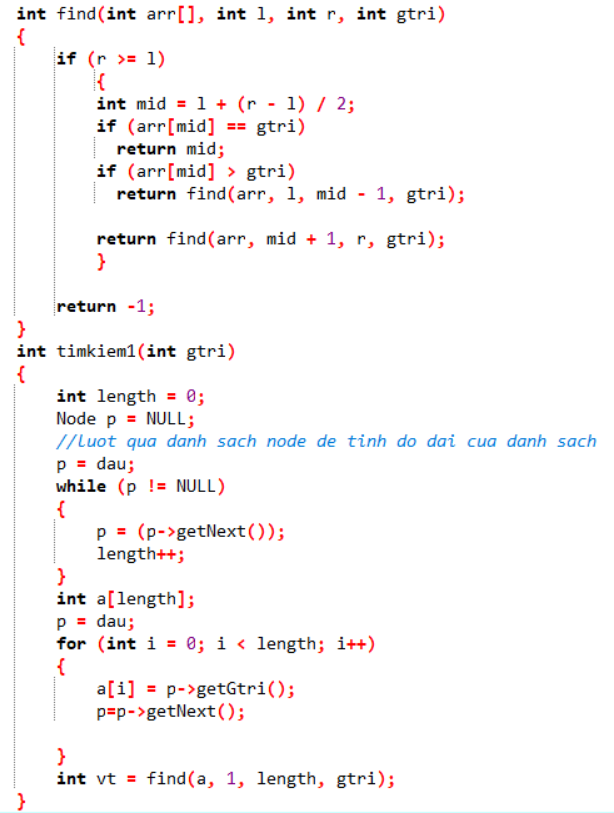 int find(int arr[], int l, int r, int gtri)
{
    if (r >= l)
        {
        int mid = l + (r - l) / 2;
        if (arr[mid] == gtri)
          return mid;
        if (arr[mid] > gtri)
          return find(arr, l, mid - 1, gtri);

        return find(arr, mid + 1, r, gtri);
        }

    return -1;
}
int timkiem1(int gtri)
{
    int length = 0;
    Node p = NULL;
    //luot qua danh sach node de tinh do dai cua danh sach
    p = dau;
    while (p != NULL)
    {
        p = (p->getNext());
        length++;
    }
    int a[length];
    p = dau;
    for (int i = 0; i < length; i++)
    {
        a[i] = p->getGtri();
        p=p->getNext();

    }
    int vt = find(a, 1, length, gtri);
}